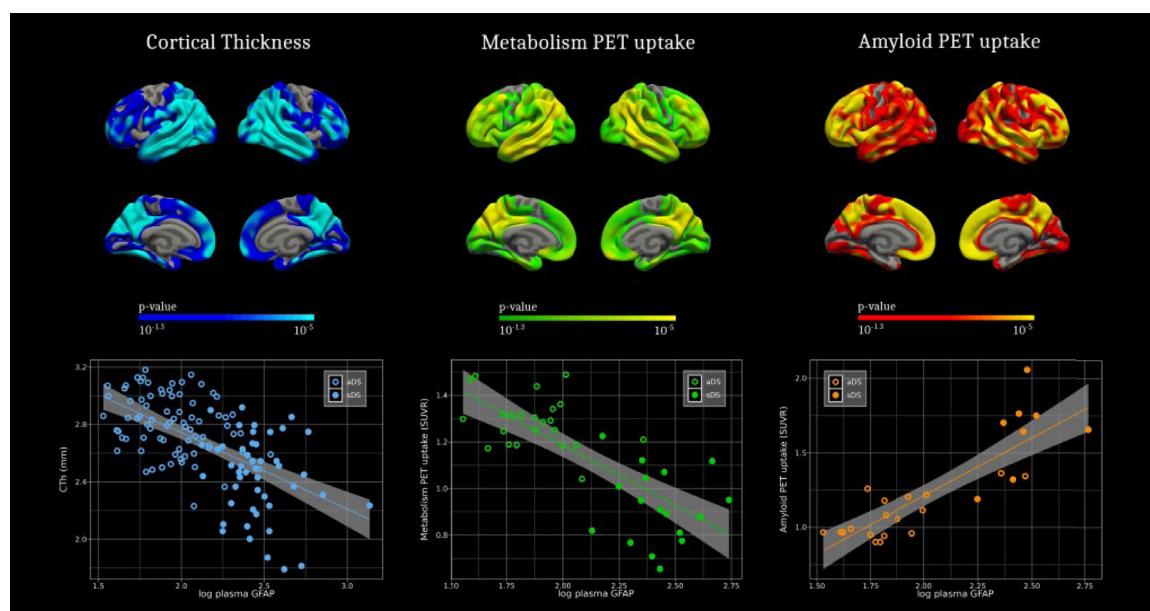 Cortical Thickness
Metabolism PET uptake
Amyloid PET uptake
p-value
10^-1.3 10^-5
p-value
10^-1.3 10^-5
p-value
10^-1.3 10^-5
3.2
2.8
2.4
2.0
CTh (mm)
aDS
sDS
1.5 2.0 2.5 3.0
log plasma GFAP
1.4
1.2
1.0
0.8
Metabolism PET uptake (SUVR)
aDS
sDS
1.50 1.75 2.00 2.25 2.50 2.75
log plasma GFAP
2.0
1.5
1.0
Amyloid PET uptake (SUVR)
aDS
sDS
1.50 1.75 2.00 2.25 2.50 2.75
log plasma GFAP